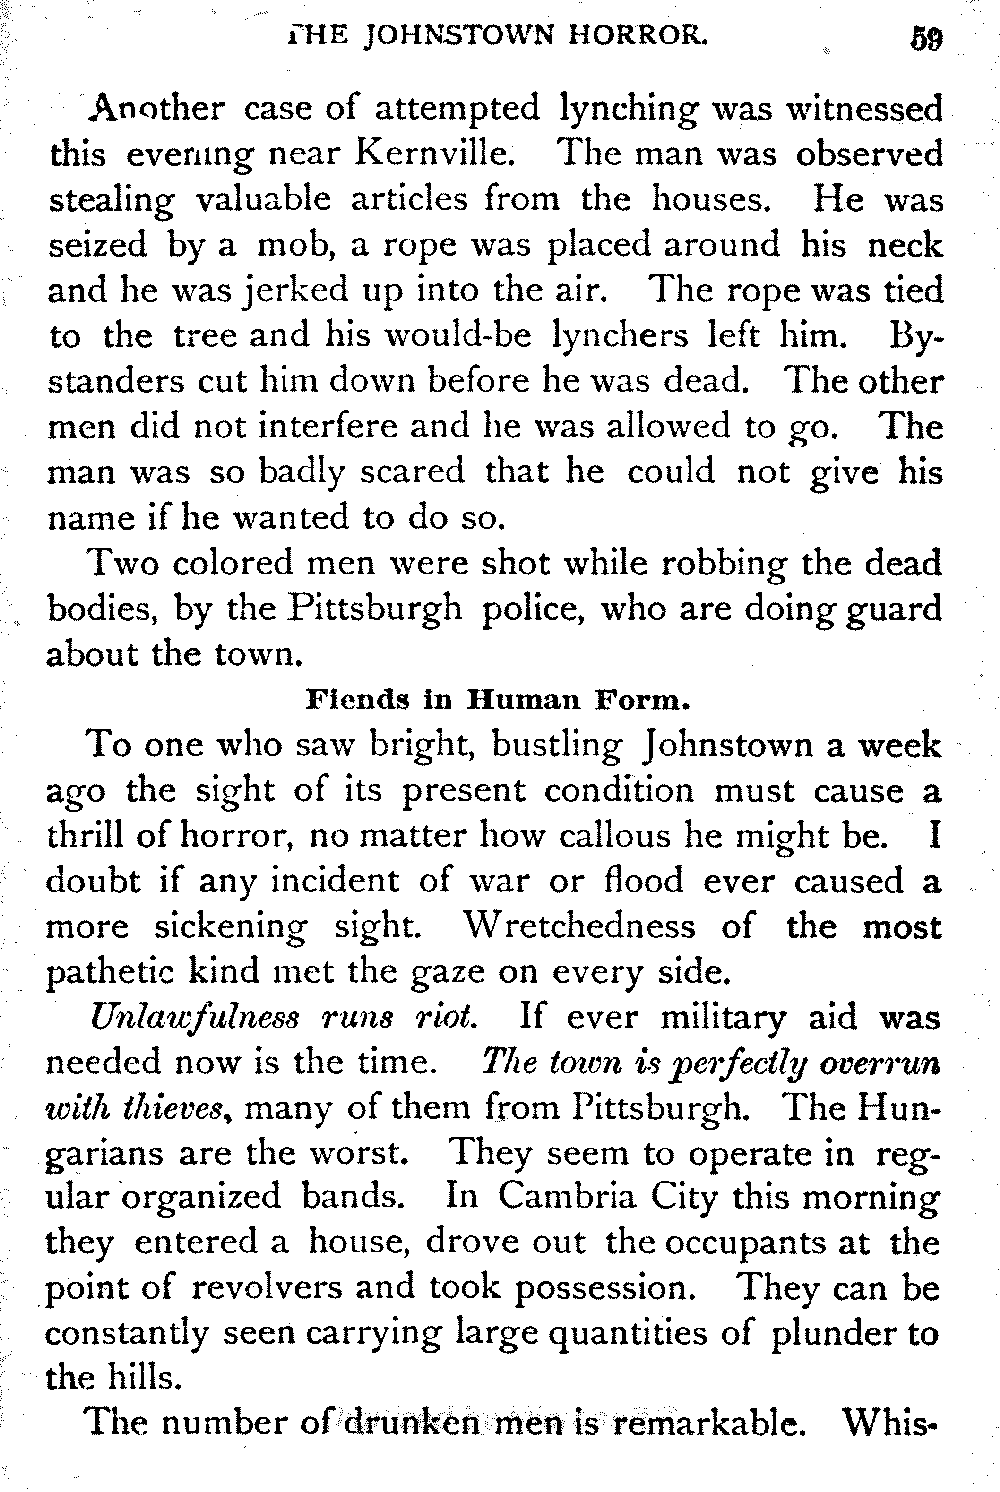 THE JOHNSTOWN HORROR. 59
Another case of attempted lynching was witnessed
this evening near Kernville. The man was observed
stealing valuable articles from the houses. He was
seized by a mob, a rope was placed around his neck
and he was jerked up into the air. The rope was tied
to the tree and his would-be lynchers left him. By-
standers cut him down before he was dead. The other
men did not interfere and he was allowed to go. The
man was so badly scared that he could not give his
name if he wanted to do so.
Two colored men were shot while robbing the dead
bodies, by the Pittsburgh police, who are doing guard
about the town.
Fiends in Human Form.
To one who saw bright, bustling Johnstown a week
ago the sight of its present condition must cause a
thrill of horror, no matter how callous he might be. I
doubt if any incident of war or flood ever caused a
more sickening sight. Wretchedness of the most
pathetic kind met the gaze on every side.
Unlawfulness runs riot. If ever military aid was
needed now is the time. The town is perfectly overrun
with thieves, many of them from Pittsburgh. The Hun-
garians are the worst. They seem to operate in reg-
ular organized bands. In Cambria City this morning
they entered a house, drove out the occupants at the
point of revolvers and took possession. They can be
constantly seen carrying large quantities of plunder to
the hills.
The number of drunken men is remarkable. Whis-